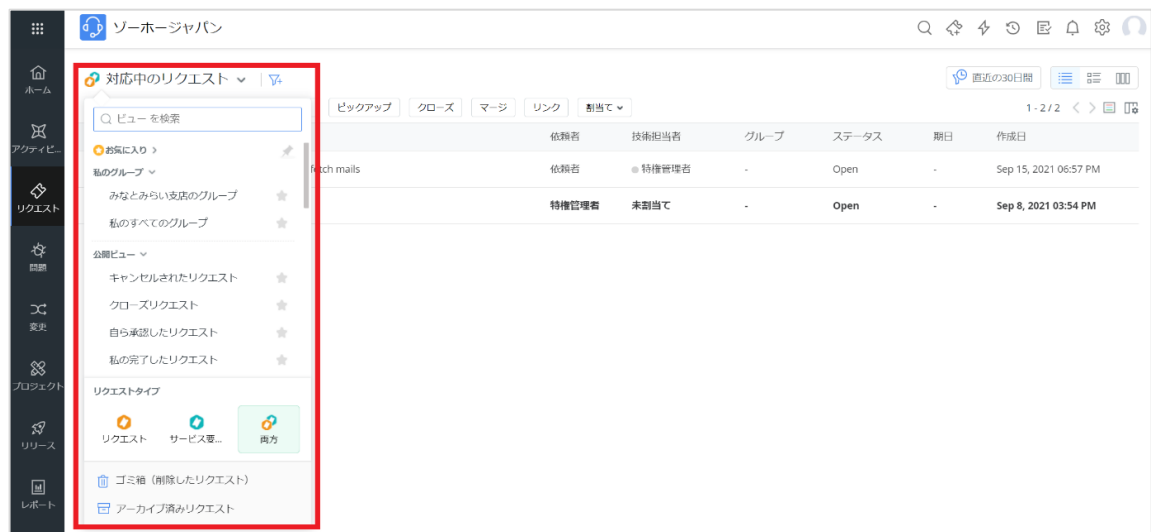 ゾーホージャパン
ホーム
アクティビ...
リクエスト
問題
変更
プロジェクト
リリース
レポート
対応中のリクエスト
直近の30日間
ピックアップ クローズ マージ リンク 割当て
1 - 2 / 2
ビュー を検索
お気に入り
私のグループ
みなとみらい支店のグループ
私のすべてのグループ
公開ビュー
キャンセルされたリクエスト
クローズリクエスト
自ら承認したリクエスト
私の完了したリクエスト
リクエストタイプ
リクエスト サービス要... 両方
ゴミ箱（削除したリクエスト）
アーカイブ済みリクエスト
依頼者 技術担当者 グループ ステータス 期日 作成日
fetch mails 依頼者 特権管理者 - Open - Sep 15, 2021 06:57 PM
特権管理者 未割当て - Open - Sep 8, 2021 03:54 PM